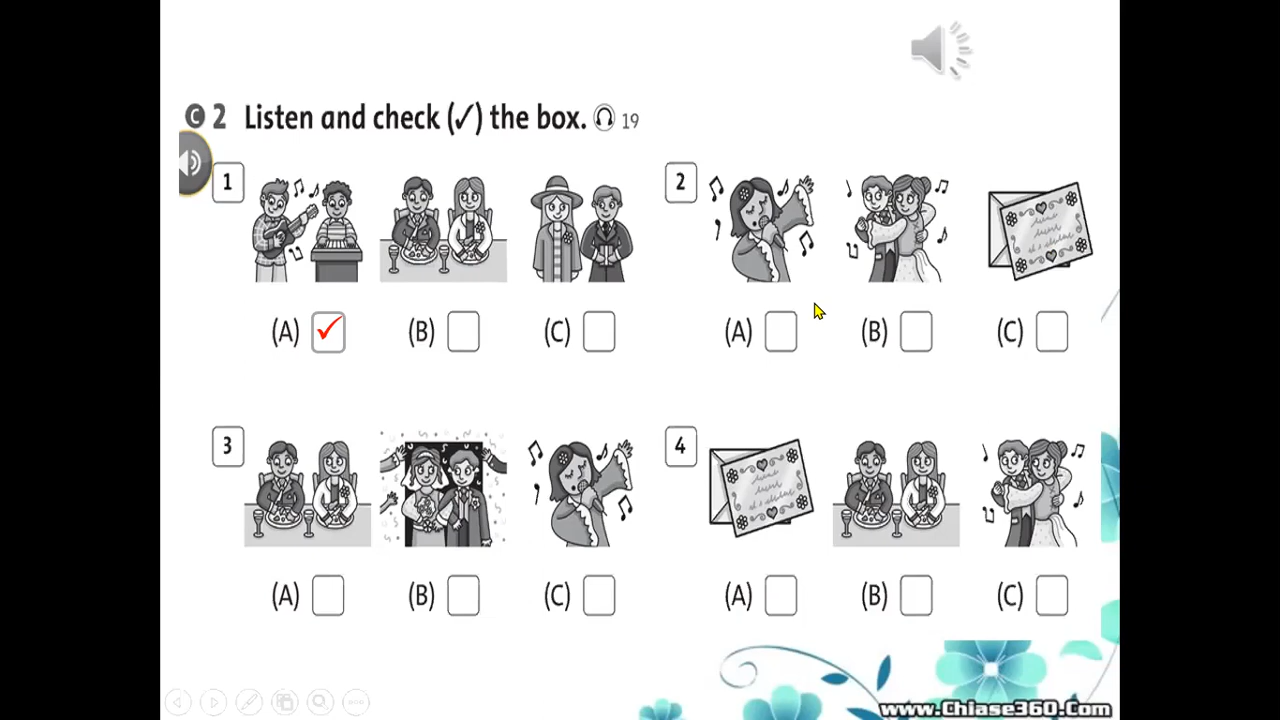 C 2 Listen and check (✓) the box. 19
1
2
(A) ✓ (B) (C)
(A) (B) (C)
3
4
(A) (B) (C)
(A) (B) (C)
www.Chiase360.Com